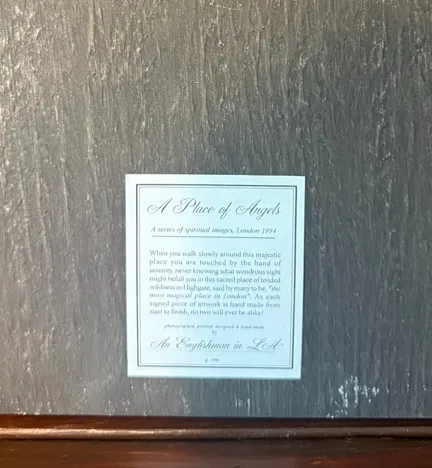 A Place of Angels
A series of spiritual images, London 1994
When you walk slowly around this majestic
place you are touched by the hand of
serenity, never knowing what wondrous sight
might befall you in this sacred place of tended
wildness in Highgate, said by many to be, "the
most magical place in London". As each
signed piece of artwork is hand made from
start to finish, no two will ever be alike!
photographed, printed, designed & hand made
by
An Englishman in LA
©